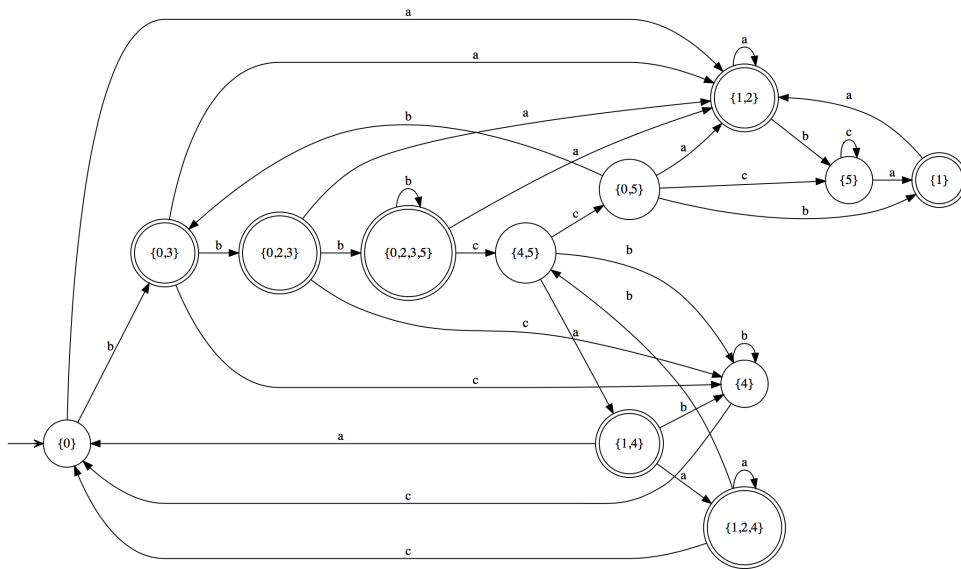 a
a
{1,2}
a
a
b
a
a
b
c
{5}
a
{1}
b
a
{0,5}
c
b
c
{0,3}
b
{0,2,3}
b
{0,2,3,5}
c
{4,5}
b
b
c
a
b
b
c
{4}
b
{0}
a
{1,4}
a
c
a
{1,2,4}
c